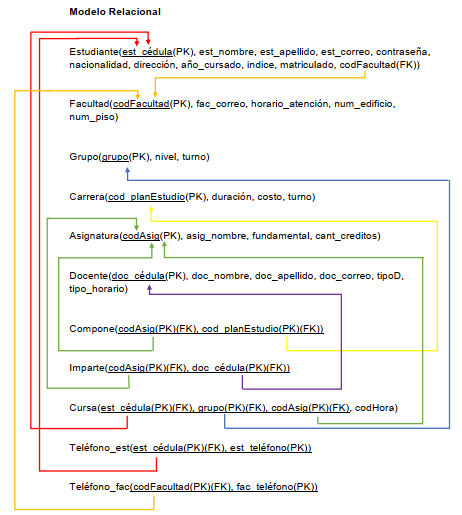 Modelo Relacional
Estudiante(est_cédula(PK), est_nombre, est_apellido, est_correo, contraseña,
nacionalidad, dirección, año_cursado, indice, matriculado, codFacultad(FK))
Facultad(codFacultad(PK), fac_correo, horario_atención, num_edificio,
num_piso)
Grupo(grupo(PK), nivel, turno)
Carrera(cod_planEstudio(PK), duración, costo, turno)
Asignatura(codAsig(PK), asig_nombre, fundamental, cant_creditos)
Docente(doc_cédula(PK), doc_nombre, doc_apellido, doc_correo, tipoD,
tipo_horario)
Compone(codAsig(PK)(FK), cod_planEstudio(PK)(FK))
Imparte(codAsig(PK)(FK), doc_cédula(PK)(FK))
Cursa(est_cédula(PK)(FK), grupo(PK)(FK), codAsig(PK)(FK), codHora)
Teléfono_est(est_cédula(PK)(FK), est_teléfono(PK))
Teléfono_fac(codFacultad(PK)(FK), fac_teléfono(PK))